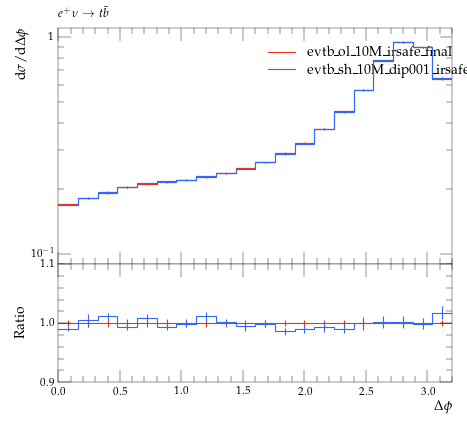 e⁺ν → tb̄
1
dσ/dΔϕ
evtb_ol_10M_irsafe_final
evtb_sh_10M_dip001_irsafe
10⁻¹
1.1
Ratio
1.0
0.9
0.0 0.5 1.0 1.5 2.0 2.5 3.0
Δϕ